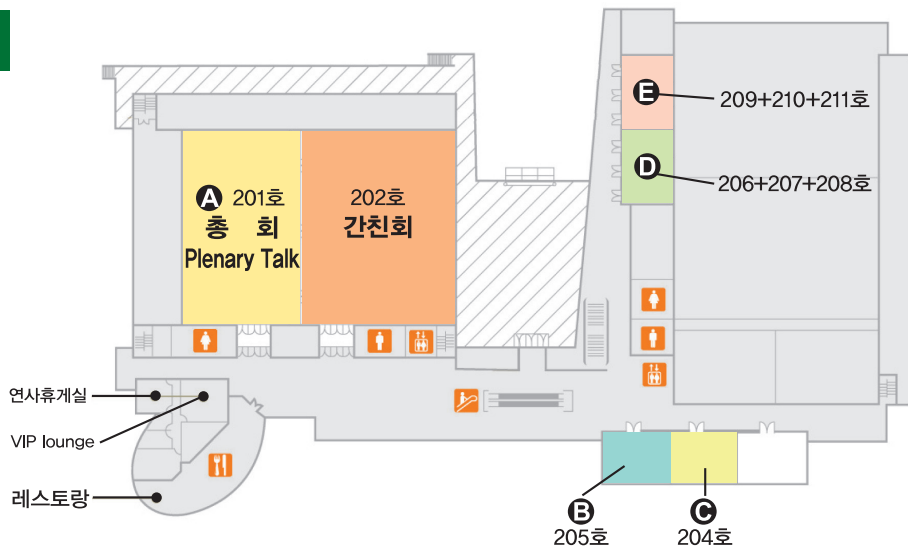 A 201호
총 회
Plenary Talk
202호
간친회
E 209+210+211호
D 206+207+208호
연사휴게실
VIP lounge
레스토랑
B
205호
C
204호